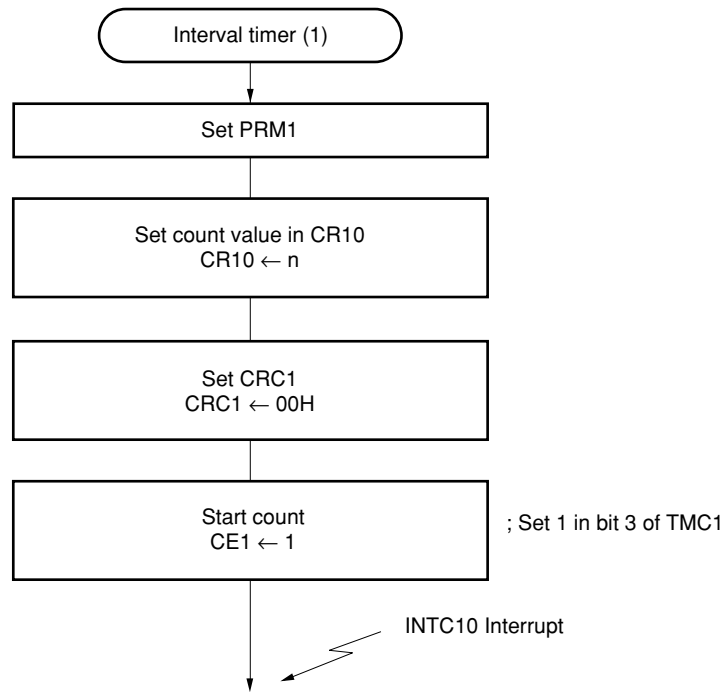 Interval timer (1)
Set PRM1
Set count value in CR10
CR10 ← n
Set CRC1
CRC1 ← 00H
Start count
CE1 ← 1
; Set 1 in bit 3 of TMC1
INTC10 Interrupt